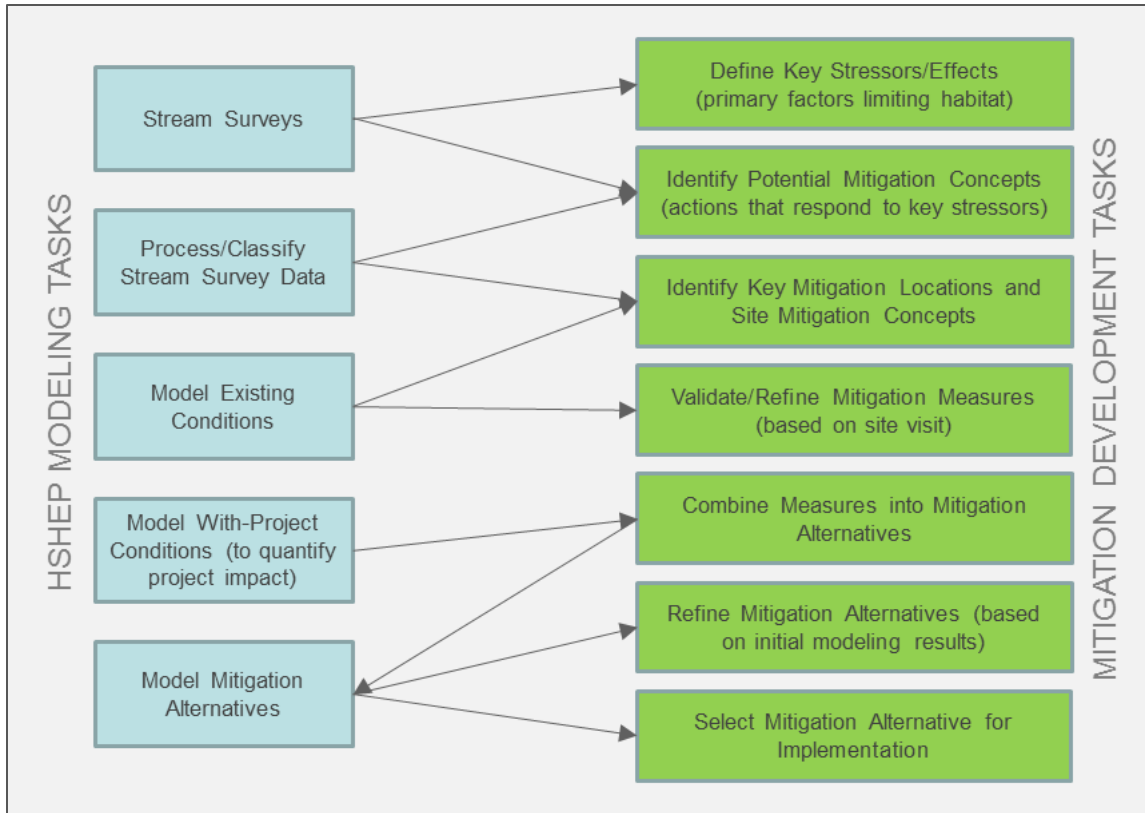 HSHEP MODELING TASKS
Stream Surveys
Process/Classify
Stream Survey Data
Model Existing
Conditions
Model With-Project
Conditions (to quantify
project impact)
Model Mitigation
Alternatives
Define Key Stressors/Effects
(primary factors limiting habitat)
Identify Potential Mitigation Concepts
(actions that respond to key stressors)
Identify Key Mitigation Locations and
Site Mitigation Concepts
Validate/Refine Mitigation Measures
(based on site visit)
Combine Measures into Mitigation
Alternatives
Refine Mitigation Alternatives (based
on initial modeling results)
Select Mitigation Alternative for
Implementation
MITIGATION DEVELOPMENT TASKS